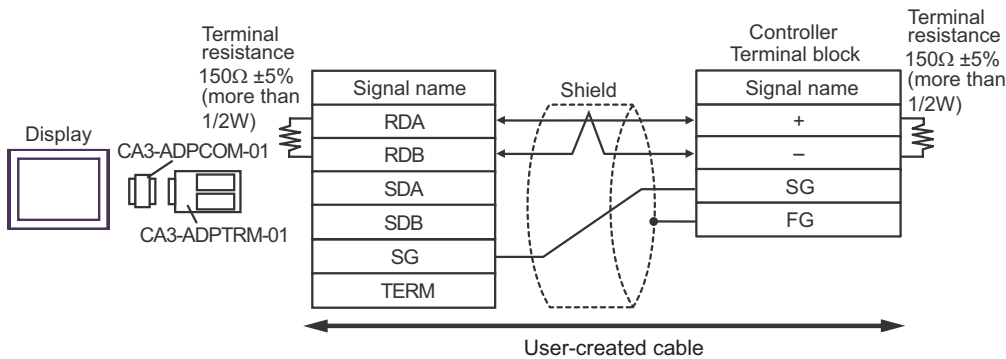 Terminal
resistance
150Ω ±5%
(more than
1/2W)
Display
CA3-ADPCOM-01
CA3-ADPTRM-01
Signal name
RDA
RDB
SDA
SDB
SG
TERM
Shield
Controller
Terminal block
Signal name
+
–
SG
FG
Terminal
resistance
150Ω ±5%
(more than
1/2W)
User-created cable